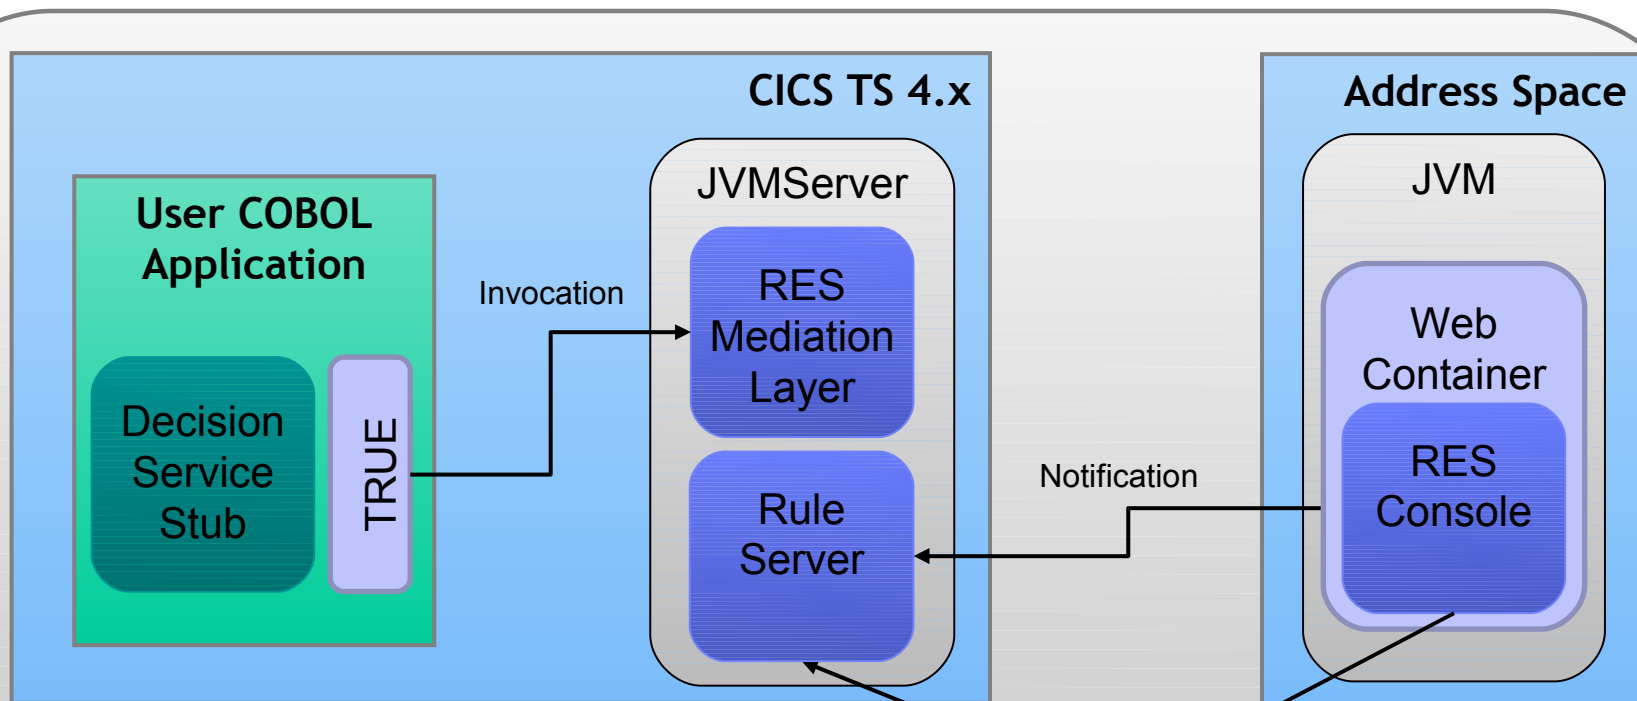 CICS TS 4.x
User COBOL
Application
Decision
Service
Stub
TRUE
Invocation
JVMServer
RES
Mediation
Layer
Rule
Server
Notification
Address Space
JVM
Web
Container
RES
Console